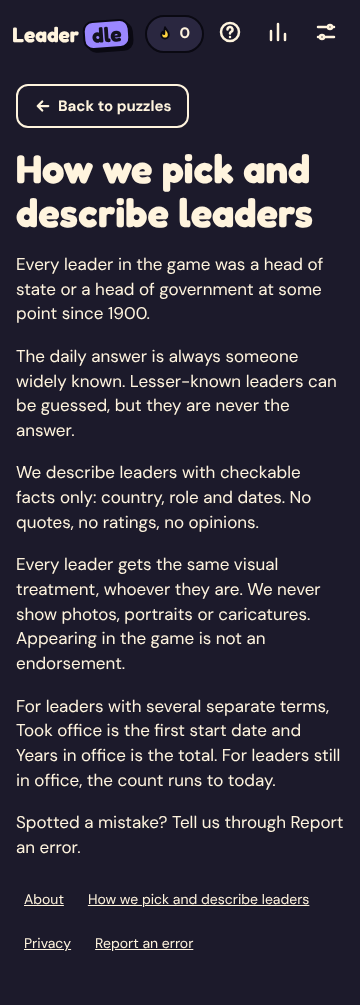 Leader dle 0
← Back to puzzles
How we pick and
describe leaders
Every leader in the game was a head of
state or a head of government at some
point since 1900.
The daily answer is always someone
widely known. Lesser-known leaders can
be guessed, but they are never the
answer.
We describe leaders with checkable
facts only: country, role and dates. No
quotes, no ratings, no opinions.
Every leader gets the same visual
treatment, whoever they are. We never
show photos, portraits or caricatures.
Appearing in the game is not an
endorsement.
For leaders with several separate terms,
Took office is the first start date and
Years in office is the total. For leaders still
in office, the count runs to today.
Spotted a mistake? Tell us through Report
an error.
About How we pick and describe leaders
Privacy Report an error